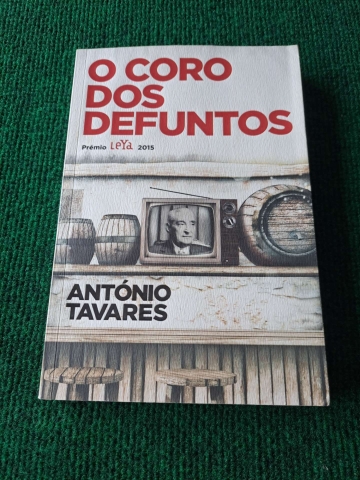 O CORO
DOS
DEFUNTOS
Prémio LeYa 2015
ANTÓNIO
TAVARES